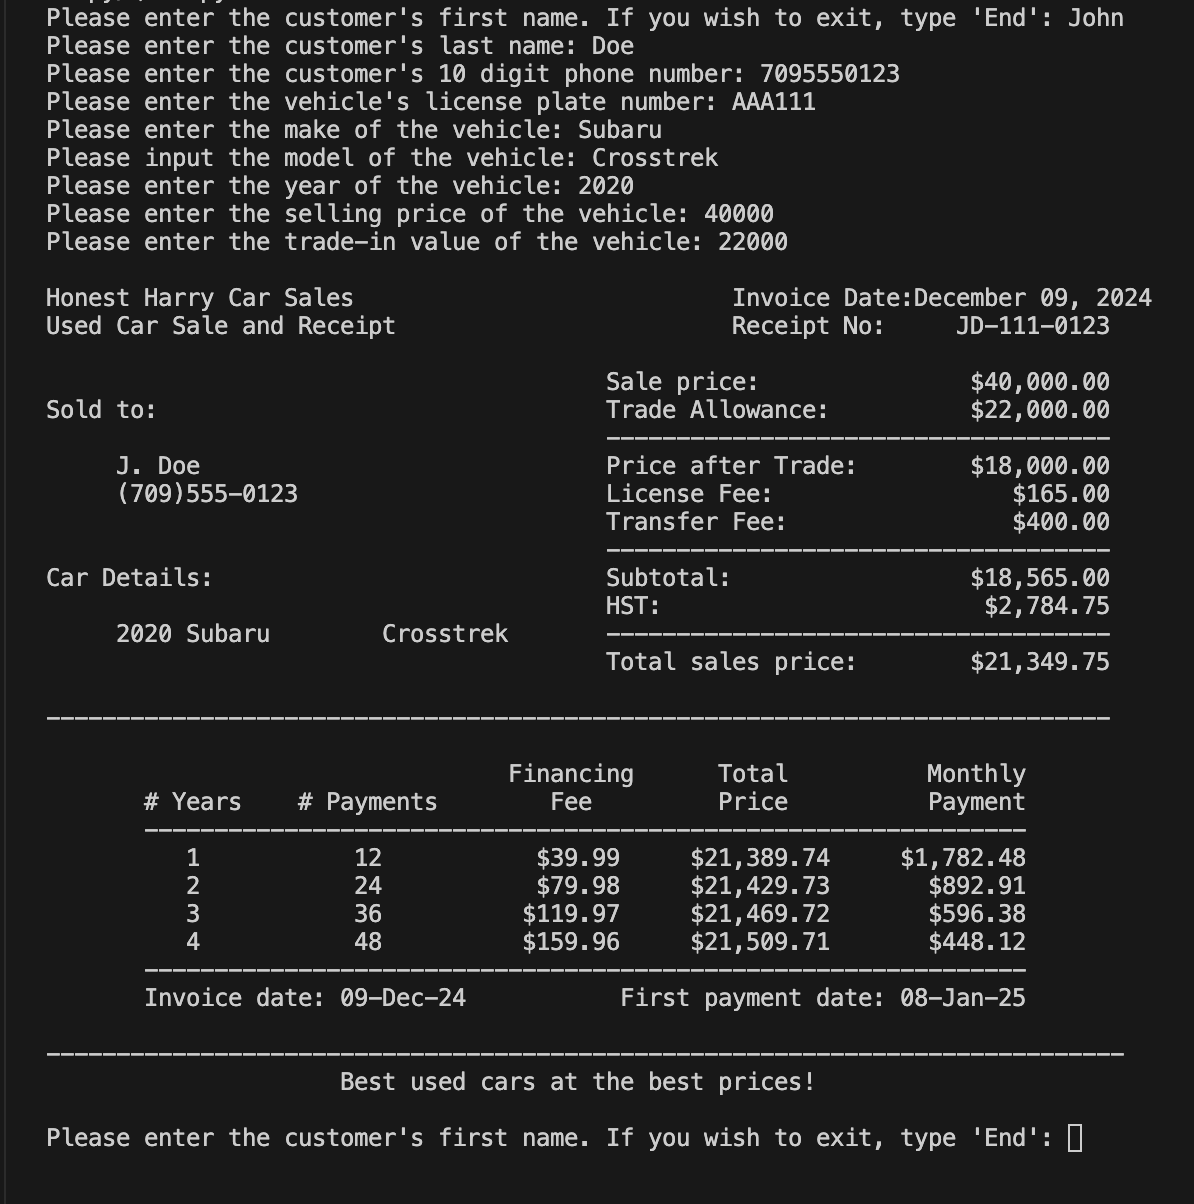 Please enter the customer's first name. If you wish to exit, type 'End': John
Please enter the customer's last name: Doe
Please enter the customer's 10 digit phone number: 7095550123
Please enter the vehicle's license plate number: AAA111
Please enter the make of the vehicle: Subaru
Please input the model of the vehicle: Crosstrek
Please enter the year of the vehicle: 2020
Please enter the selling price of the vehicle: 40000
Please enter the trade-in value of the vehicle: 22000
Honest Harry Car Sales Invoice Date:December 09, 2024
Used Car Sale and Receipt Receipt No: JD-111-0123
Sale price: $40,000.00
Sold to: Trade Allowance: $22,000.00
------------------------------------
J. Doe Price after Trade: $18,000.00
(709)555-0123 License Fee: $165.00
Transfer Fee: $400.00
------------------------------------
Car Details: Subtotal: $18,565.00
HST: $2,784.75
2020 Subaru Crosstrek ------------------------------------
Total sales price: $21,349.75
----------------------------------------------------------------------------
Financing Total Monthly
# Years # Payments Fee Price Payment
---------------------------------------------------------------
1 12 $39.99 $21,389.74 $1,782.48
2 24 $79.98 $21,429.73 $892.91
3 36 $119.97 $21,469.72 $596.38
4 48 $159.96 $21,509.71 $448.12
---------------------------------------------------------------
Invoice date: 09-Dec-24 First payment date: 08-Jan-25
-----------------------------------------------------------------------------
Best used cars at the best prices!
Please enter the customer's first name. If you wish to exit, type 'End':